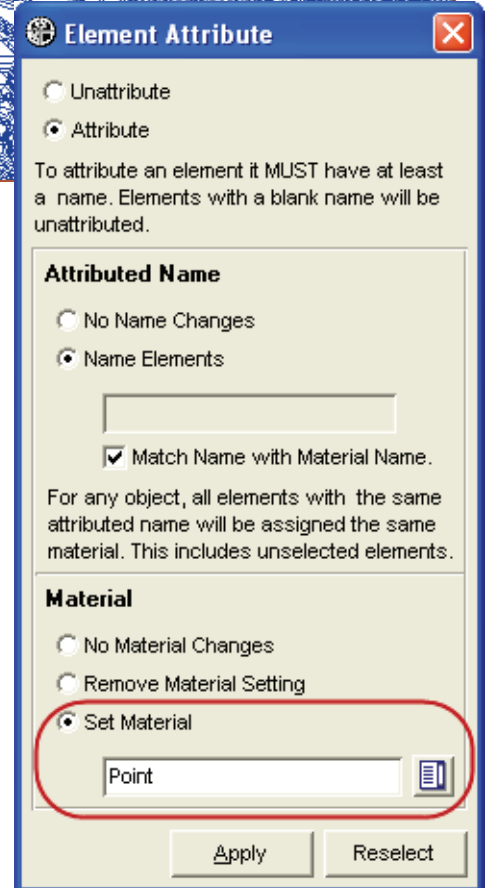 Element Attribute
Unattribute
Attribute
To attribute an element it MUST have at least
a name. Elements with a blank name will be
unattributed.
Attributed Name
No Name Changes
Name Elements
Match Name with Material Name.
For any object, all elements with the same
attributed name will be assigned the same
material. This includes unselected elements.
Material
No Material Changes
Remove Material Setting
Set Material
Point
Apply Reselect